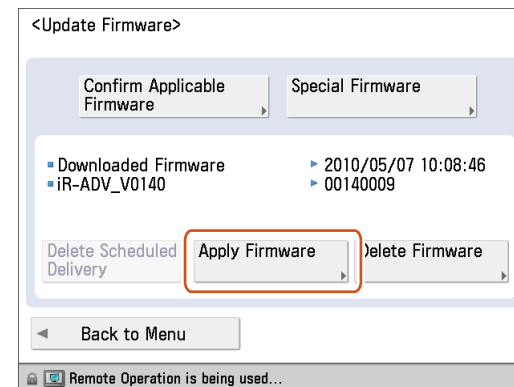 <Update Firmware>
Confirm Applicable
Firmware
Special Firmware
Downloaded Firmware 2010/05/07 10:08:46
iR-ADV_V0140 00140009
Delete Scheduled
Delivery
Apply Firmware
Delete Firmware
Back to Menu
Remote Operation is being used...